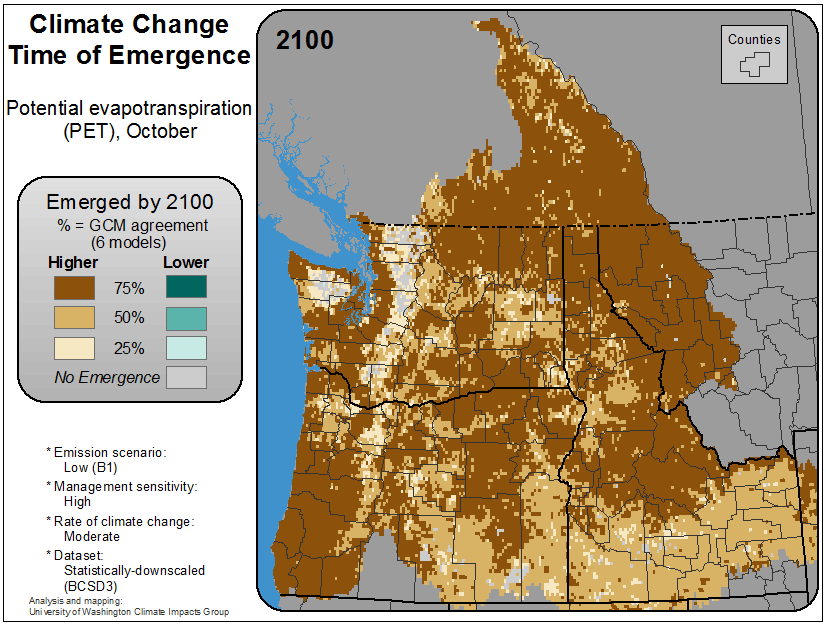 Climate Change
Time of Emergence
Potential evapotranspiration
(PET), October
Emerged by 2100
% = GCM agreement
(6 models)
Higher Lower
75%
50%
25%
No Emergence
* Emission scenario:
Low (B1)
* Management sensitivity:
High
* Rate of climate change:
Moderate
* Dataset:
Statistically-downscaled
(BCSD3)
Analysis and mapping:
University of Washington Climate Impacts Group
2100
Counties